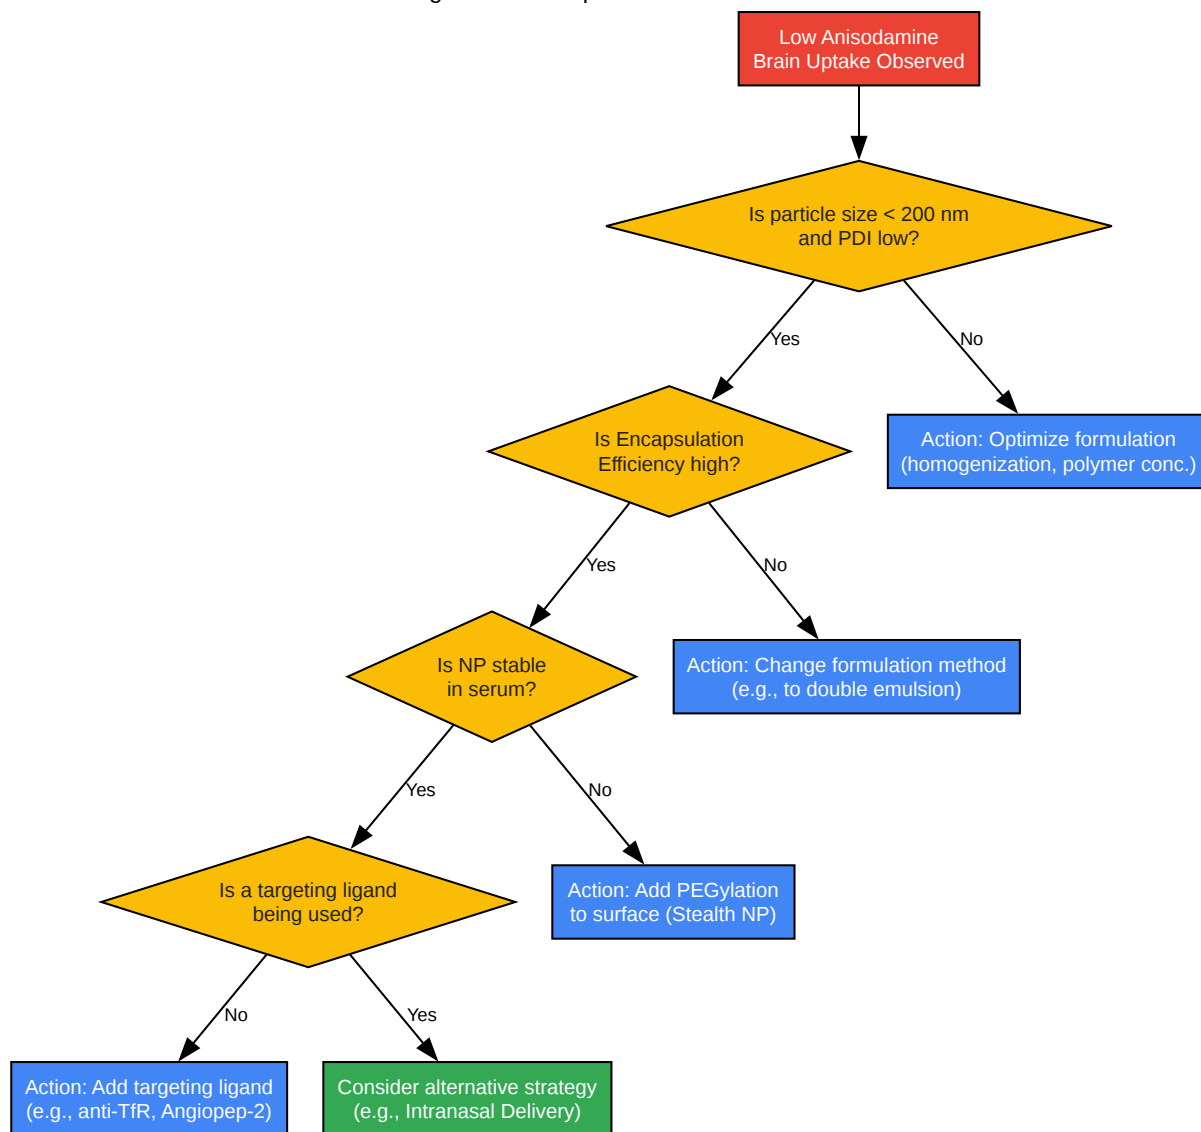 Low Anisodamine
Brain Uptake Observed
Is particle size < 200 nm
and PDI low?
Yes
No
Is Encapsulation
Efficiency high?
Action: Optimize formulation
(homogenization, polymer conc.)
Yes
No
Is NP stable
in serum?
Action: Change formulation method
(e.g., to double emulsion)
Yes
No
Is a targeting ligand
being used?
Action: Add PEGylation
to surface (Stealth NP)
No
Yes
Action: Add targeting ligand
(e.g., anti-TfR, Angiopep-2)
Consider alternative strategy
(e.g., Intranasal Delivery)